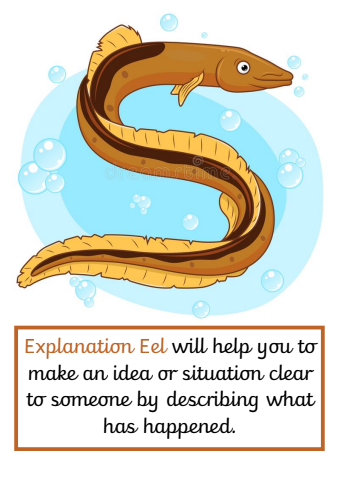 dreamstime
Explanation Eel will help you to
make an idea or situation clear
to someone by describing what
has happened.